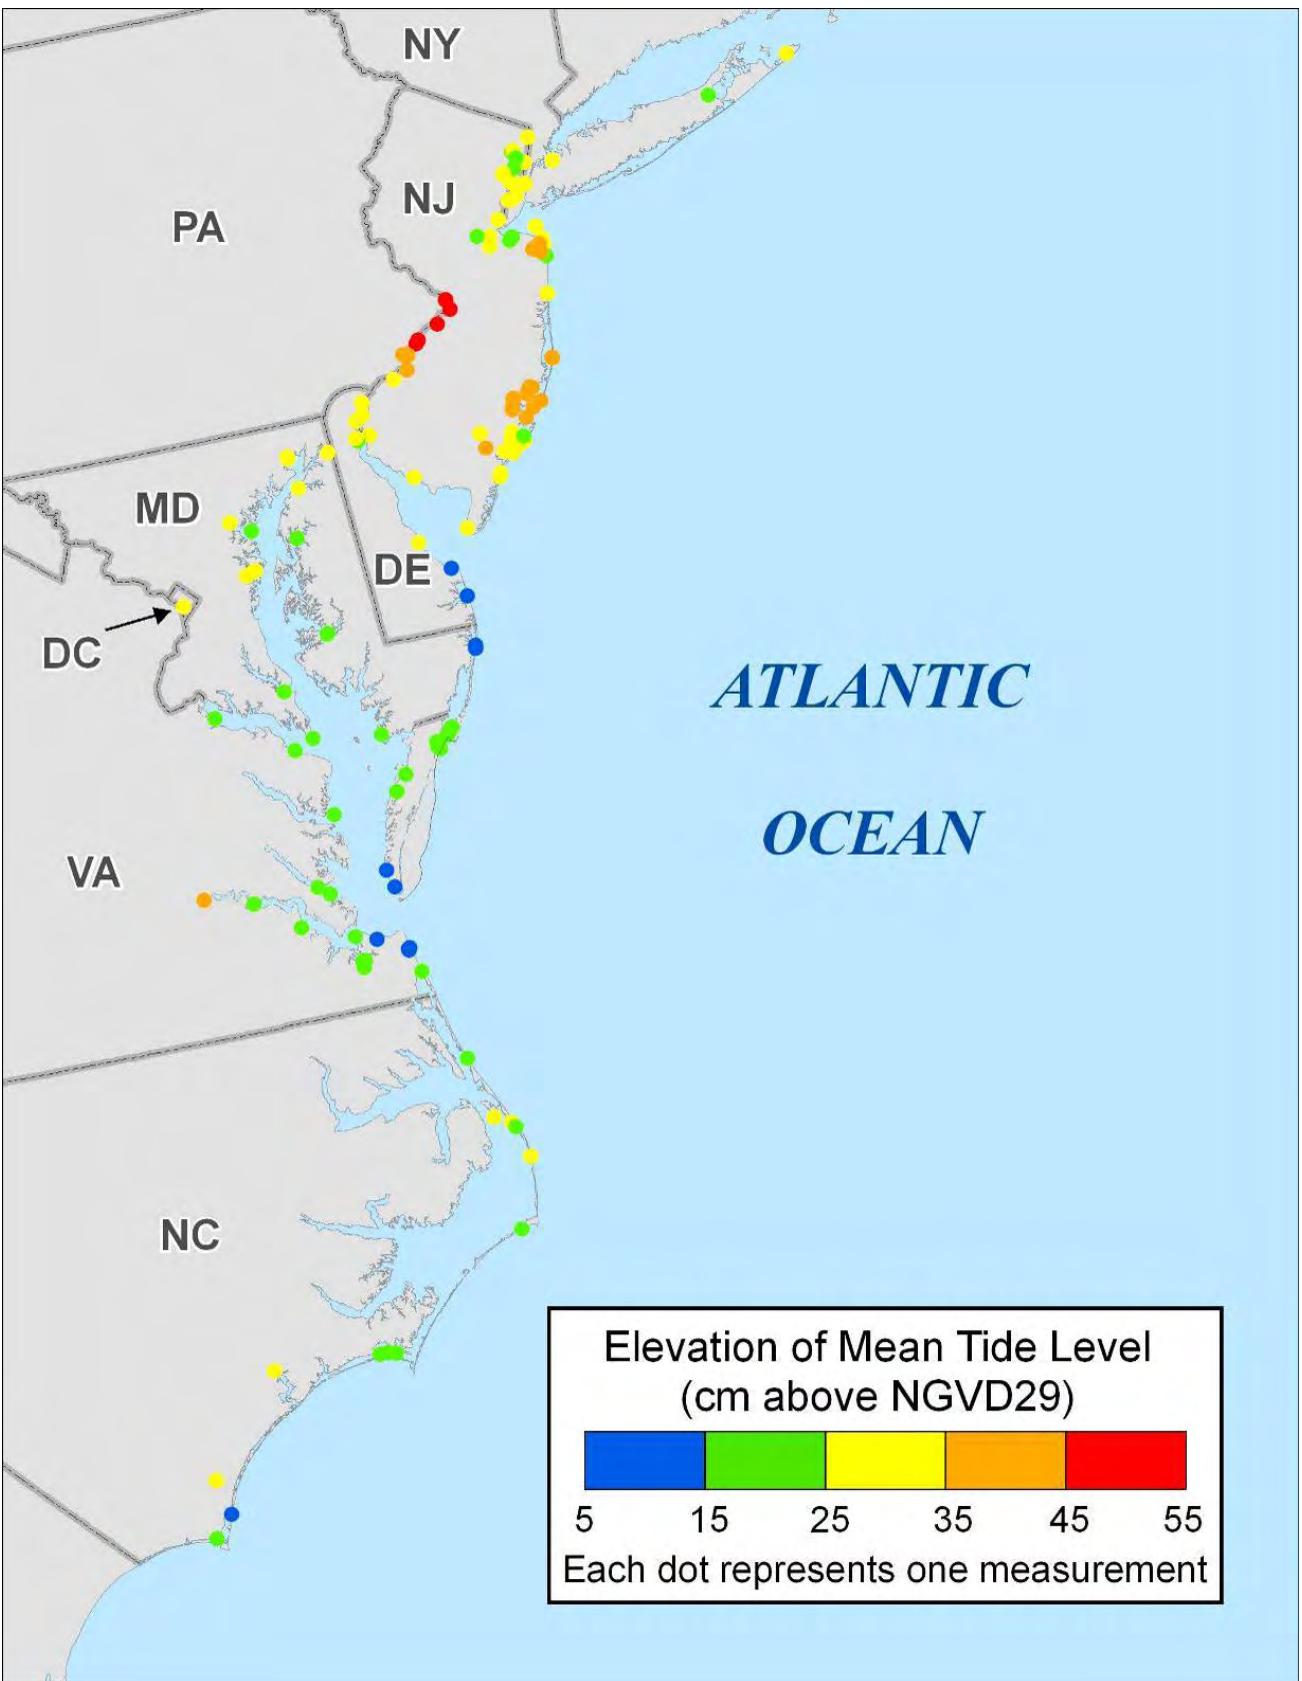 NY
NJ
PA
MD
DE
DC
ATLANTIC
OCEAN
VA
NC
Elevation of Mean Tide Level
(cm above NGVD29)
5 15 25 35 45 55
Each dot represents one measurement